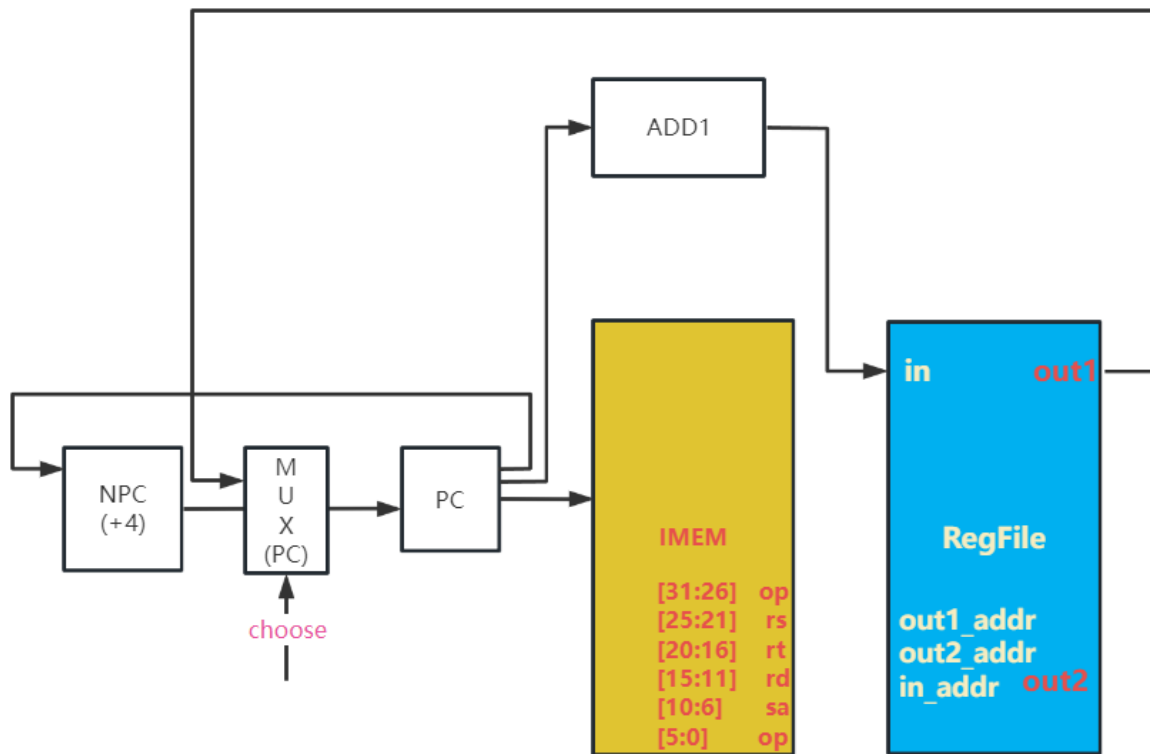 ADD1
in out1
NPC
(+4)
M
U
X
(PC)
PC
choose
IMEM
[31:26] op
[25:21] rs
[20:16] rt
[15:11] rd
[10:6] sa
[5:0] op
RegFile
out1_addr
out2_addr
in_addr out2